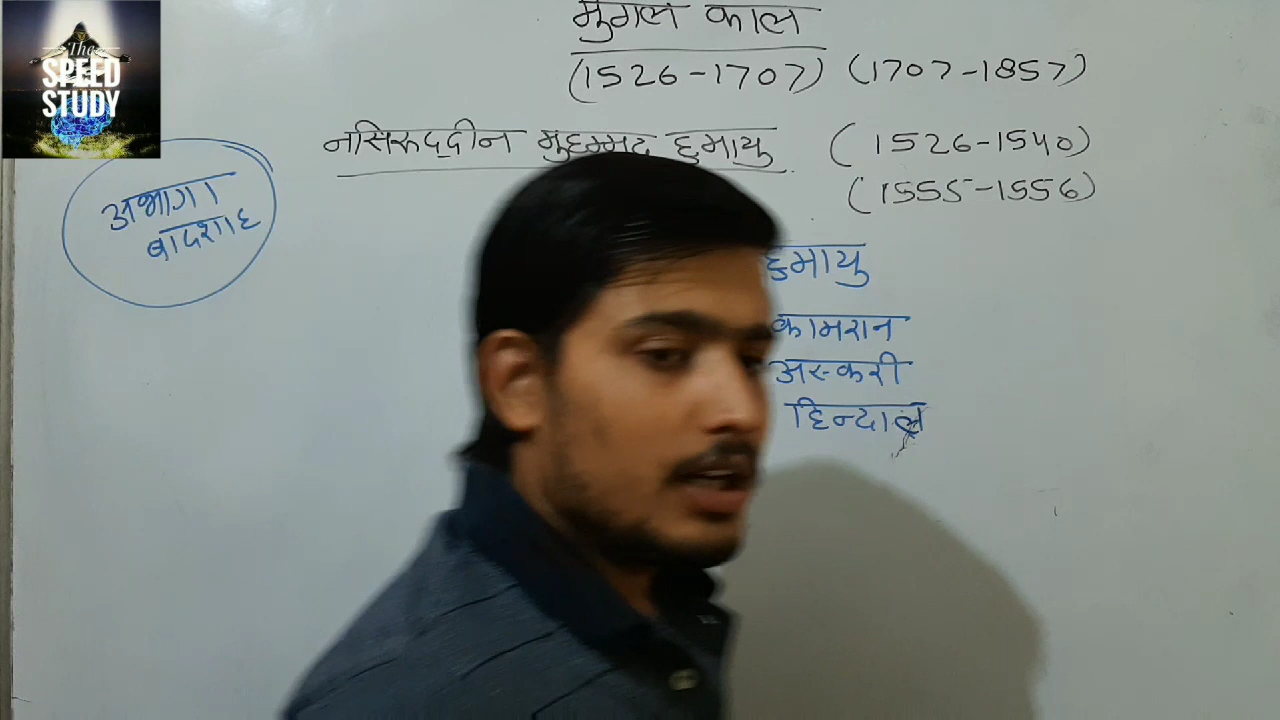 The
SPEED
STUDY
मुगल काल
(1526-1707) (1707-1857)
नसिरुद्दीन मुहम्मद हुमायु (1526-1540)
(1555-1556)
अभागा
बादशाह
हुमायु
कामरान
अस्करी
हिन्दाल